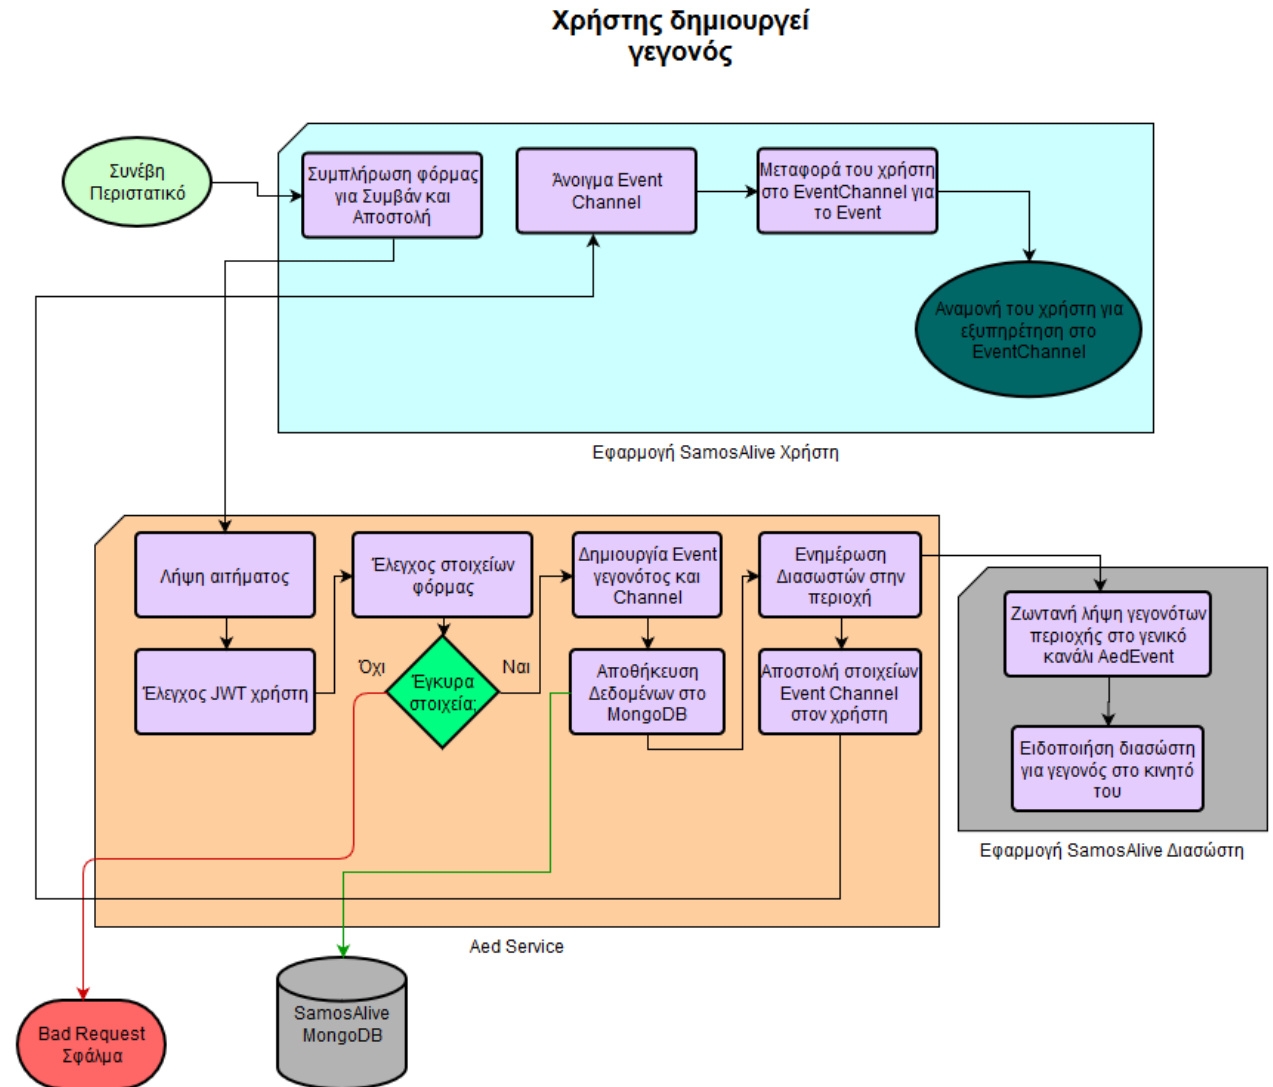 Χρήστης δημιουργεί
γεγονός
Συνέβη
Περιστατικό
Συμπλήρωση φόρμας
για Συμβάν και
Αποστολή
Άνοιγμα Event
Channel
Μεταφορά του χρήστη
στο EventChannel για
το Event
Αναμονή του χρήστη για
εξυπηρέτηση στο
EventChannel
Εφαρμογή SamosAlive Χρήστη
Λήψη αιτήματος
Έλεγχος στοιχείων
φόρμας
Δημιουργία Event
γεγονότος και
Channel
Ενημέρωση
Διασωστών στην
περιοχή
Ζωντανή λήψη γεγονότων
περιοχής στο γενικό
κανάλι AedEvent
Έλεγχος JWT χρήστη
Όχι
Έγκυρα
στοιχεία;
Ναι
Αποθήκευση
Δεδομένων στο
MongoDB
Αποστολή στοιχείων
Event Channel
στον χρήστη
Ειδοποιήση διασώστη
για γεγονός στο κινητό
του
Εφαρμογή SamosAlive Διασώστη
Aed Service
Bad Request
Σφάλμα
SamosAlive
MongoDB